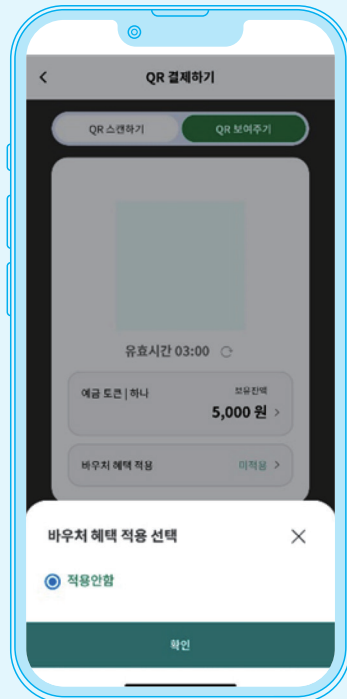 QR 결제하기
QR 스캔하기
QR 보여주기
유효시간 03:00
예금 토큰 | 하나
보유잔액
5,000 원
바우처 혜택 적용
미적용
바우처 혜택 적용 선택
적용안함
확인